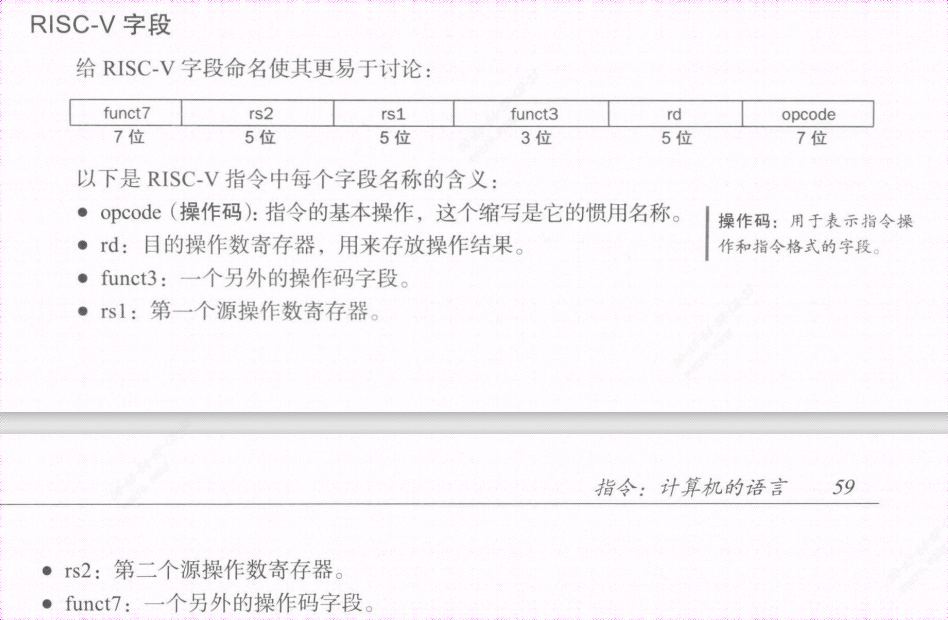 RISC-V 字段
给 RISC-V 字段命名使其更易于讨论：
funct7 rs2 rs1 funct3 rd opcode
7 位 5 位 5 位 3 位 5 位 7 位
以下是 RISC-V 指令中每个字段名称的含义：
● opcode（操作码）：指令的基本操作，这个缩写是它的惯用名称。
● rd：目的操作数寄存器，用来存放操作结果。
● funct3：一个另外的操作码字段。
● rs1：第一个源操作数寄存器。
操作码：用于表示指令操
作和指令格式的字段。
指令：计算机的语言 59
● rs2：第二个源操作数寄存器。
● funct7：一个另外的操作码字段。